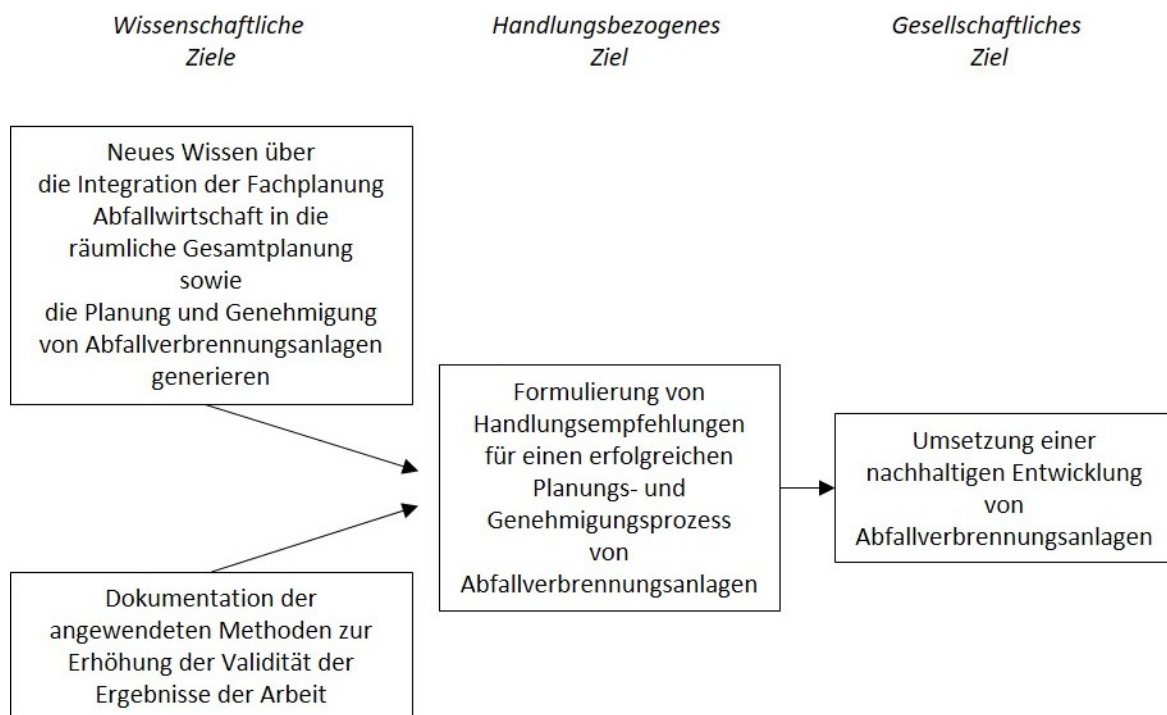 Wissenschaftliche
Ziele
Handlungsbezogenes
Ziel
Gesellschaftliches
Ziel
Neues Wissen über
die Integration der Fachplanung
Abfallwirtschaft in die
räumliche Gesamtplanung
sowie
die Planung und Genehmigung
von Abfallverbrennungsanlagen
generieren
Dokumentation der
angewendeten Methoden zur
Erhöhung der Validität der
Ergebnisse der Arbeit
Formulierung von
Handlungsempfehlungen
für einen erfolgreichen
Planungs- und
Genehmigungsprozess
von
Abfallverbrennungsanlagen
Umsetzung einer
nachhaltigen Entwicklung
von
Abfallverbrennungsanlagen